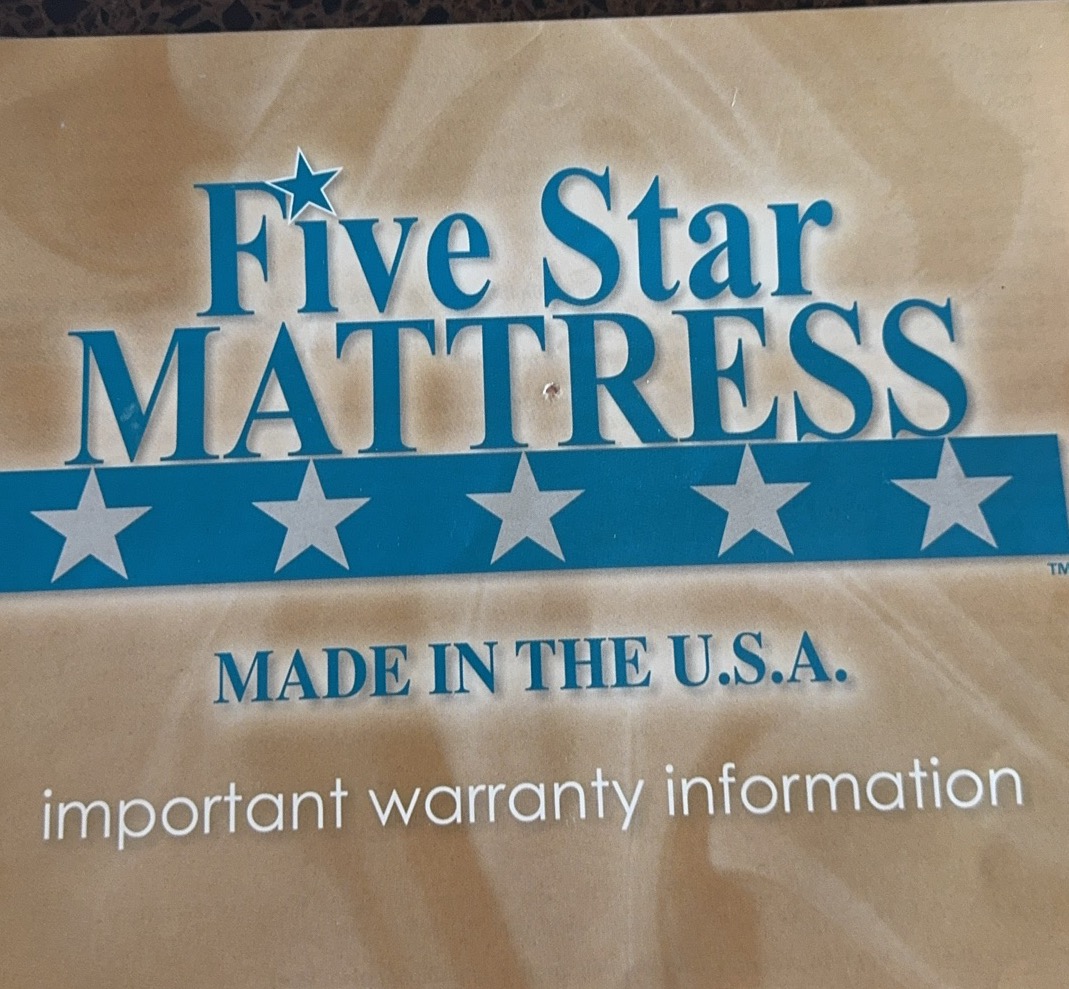 Five Star
MATTRESS
TM
MADE IN THE U.S.A.
important warranty information